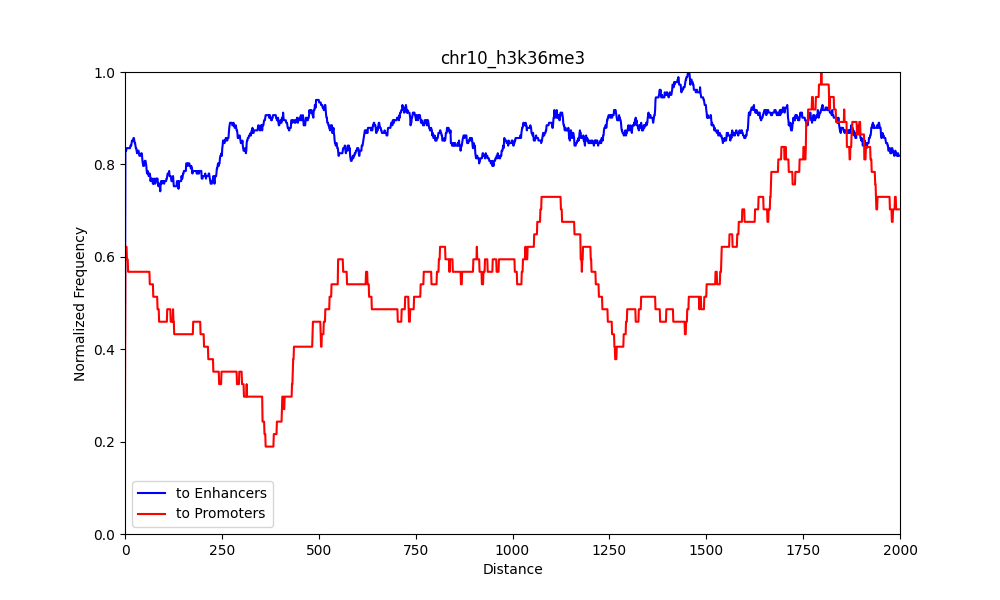 chr10_h3k36me3
Normalized Frequency
1.0
0.8
0.6
0.4
0.2
0.0
to Enhancers
to Promoters
0 250 500 750 1000 1250 1500 1750 2000
Distance